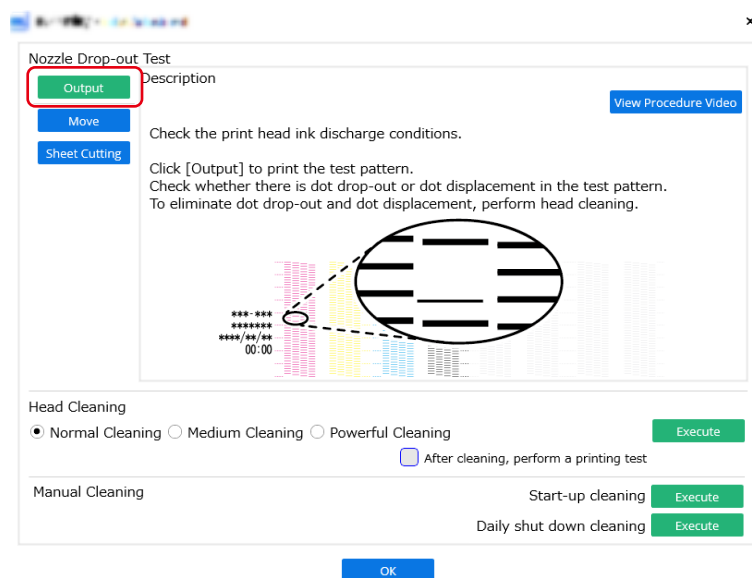 Nozzle Drop-out Test
Output
Move
Sheet Cutting
Description
View Procedure Video
Check the print head ink discharge conditions.
Click [Output] to print the test pattern.
Check whether there is dot drop-out or dot displacement in the test pattern.
To eliminate dot drop-out and dot displacement, perform head cleaning.
***-***
*******
****/**/**
00:00
Head Cleaning
Normal Cleaning Medium Cleaning Powerful Cleaning Execute
After cleaning, perform a printing test
Manual Cleaning
Start-up cleaning Execute
Daily shut down cleaning Execute
OK